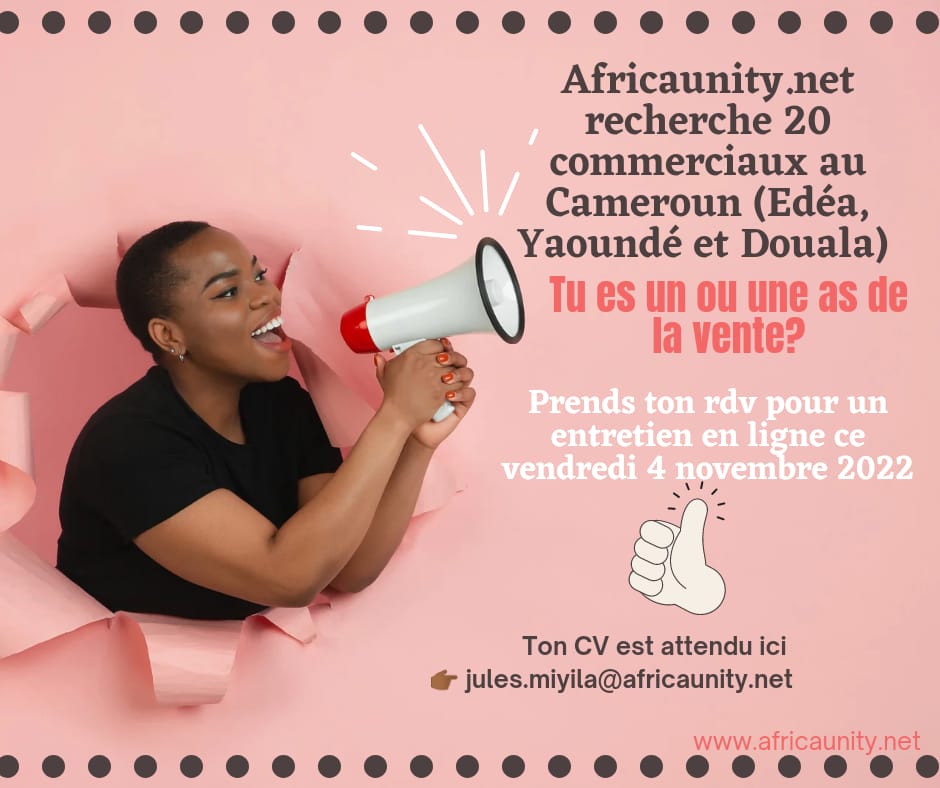 Africaunity.net
recherche 20
commerciaux au
Cameroun (Edéa,
Yaoundé et Douala)
Tu es un ou une as de
la vente?
Prends ton rdv pour un
entretien en ligne ce
vendredi 4 novembre 2022
Ton CV est attendu ici
👉🏾 jules.miyila@africaunity.net
www.africaunity.net